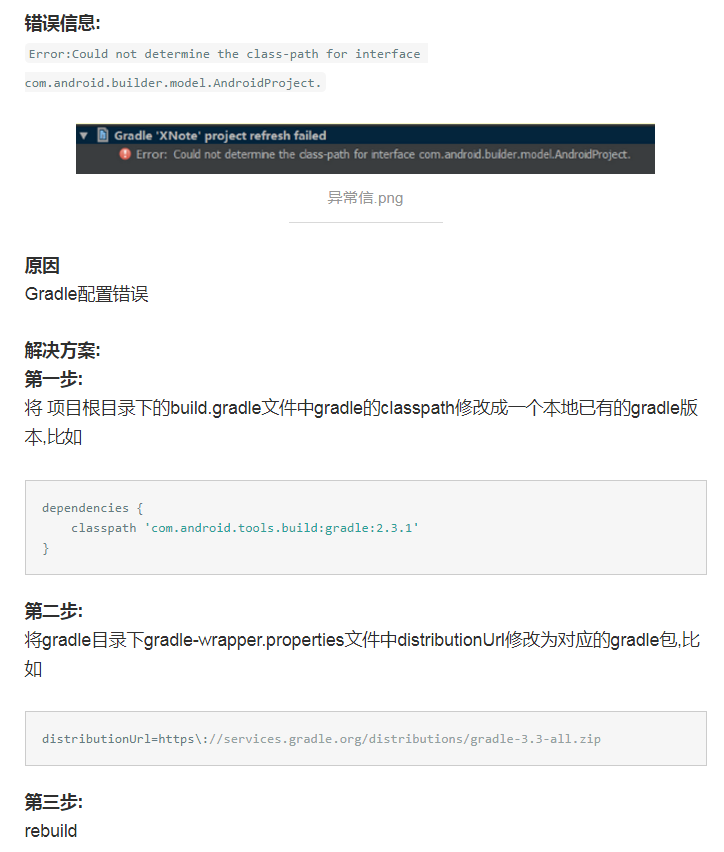 错误信息:
Error:Could not determine the class-path for interface
com.android.builder.model.AndroidProject.
Gradle 'XNote' project refresh failed
Error: Could not determine the class-path for interface com.android.builder.model.AndroidProject.
异常信.png
原因
Gradle配置错误
解决方案:
第一步:
将 项目根目录下的build.gradle文件中gradle的classpath修改成一个本地已有的gradle版
本,比如
dependencies {
classpath 'com.android.tools.build:gradle:2.3.1'
}
第二步:
将gradle目录下gradle-wrapper.properties文件中distributionUrl修改为对应的gradle包,比
如
distributionUrl=https\://services.gradle.org/distributions/gradle-3.3-all.zip
第三步:
rebuild